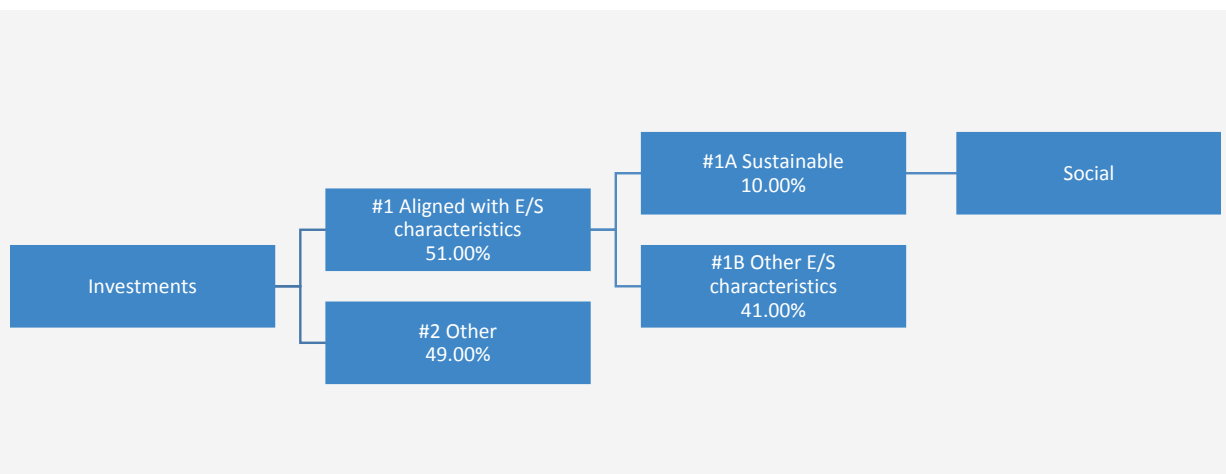 Investments
#1 Aligned with E/S
characteristics
51.00%
#2 Other
49.00%
#1A Sustainable
10.00%
#1B Other E/S
characteristics
41.00%
Social